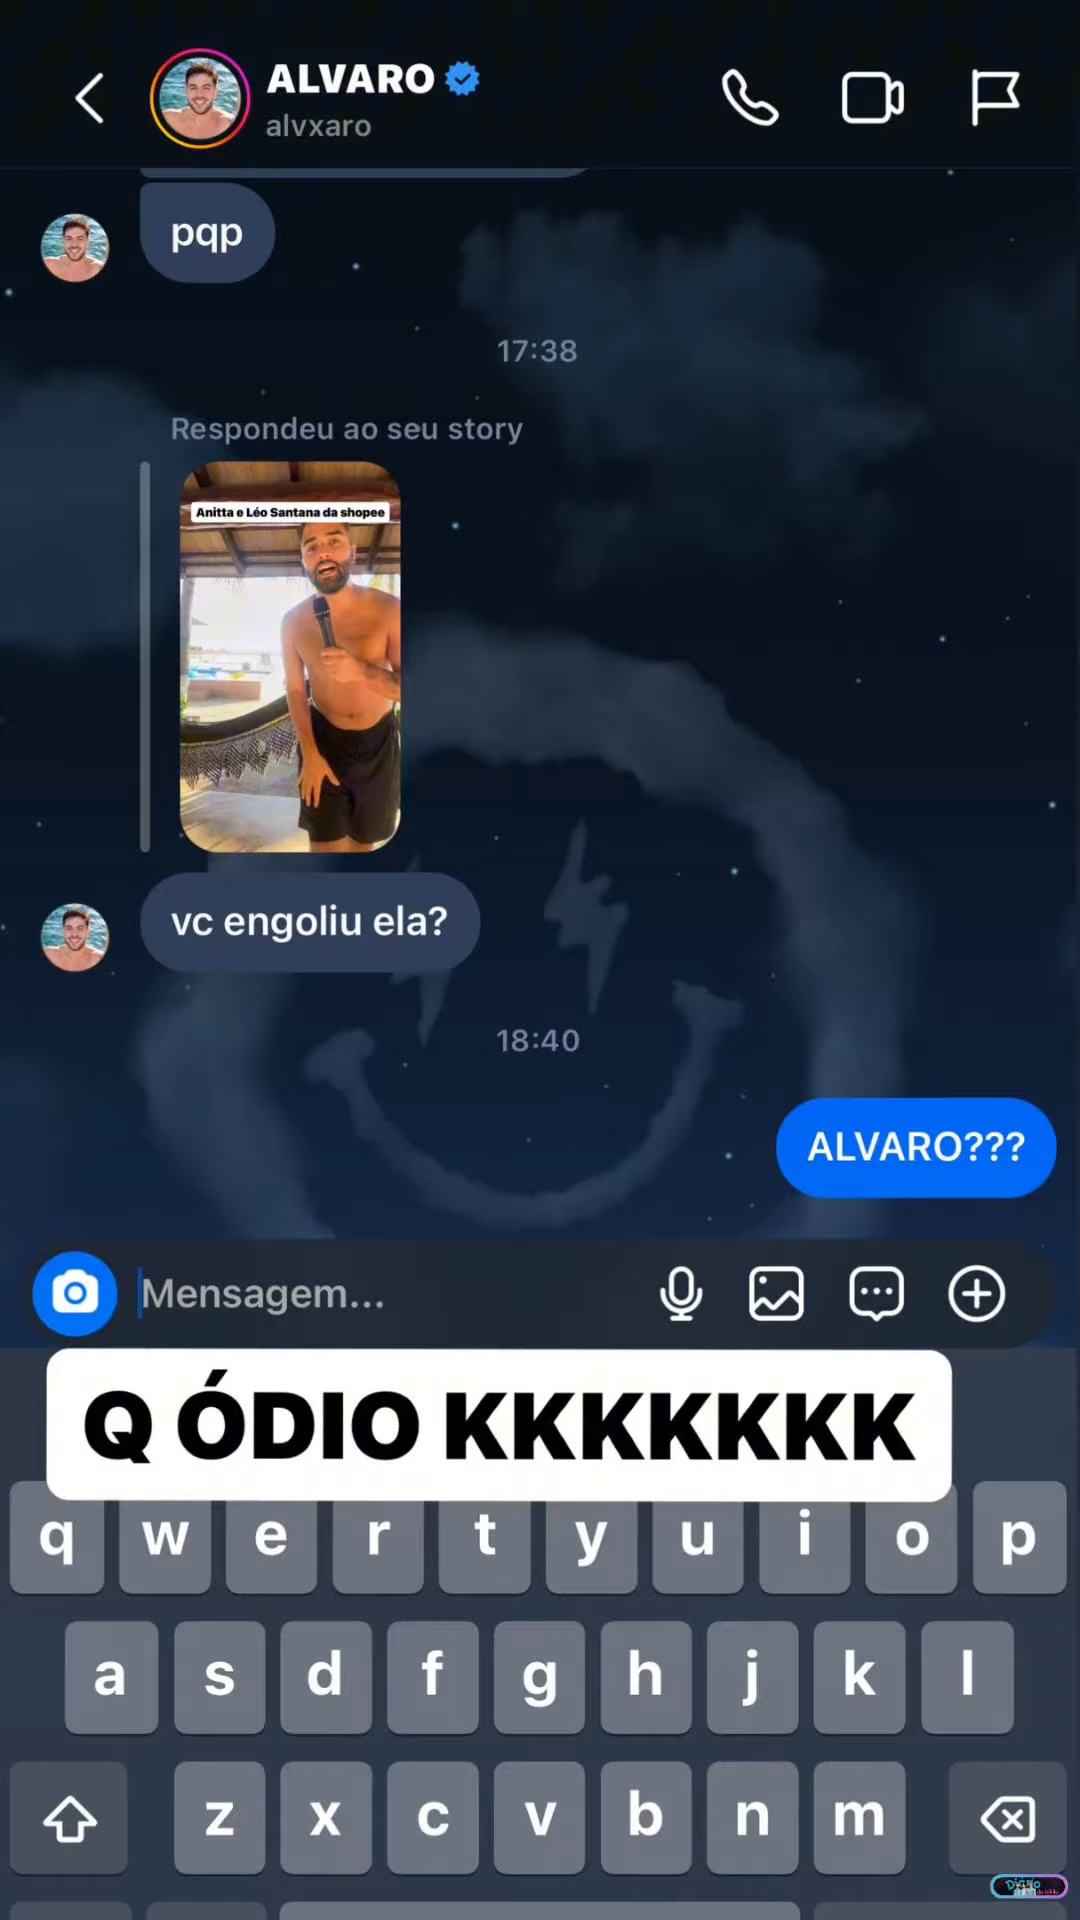 ALVARO
alvxaro
pqp
17:38
Respondeu ao seu story
Anitta e Léo Santana da shopee
vc engoliu ela?
18:40
ALVARO???
Mensagem...
Q ÓDIO KKKKKKK
q w e r t y u i o p
a s d f g h j k l
z x c v b n m